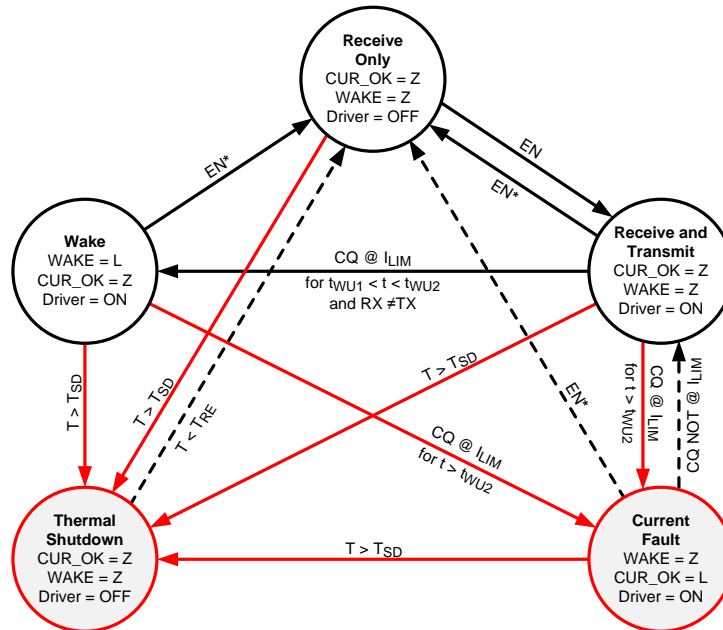 Receive
Only
CUR_OK = Z
WAKE = Z
Driver = OFF
EN*
EN
EN*
Wake
WAKE = L
CUR_OK = Z
Driver = ON
CQ @ ILIM
for tWU1 < t < tWU2
and RX ≠TX
Receive and
Transmit
CUR_OK = Z
WAKE = Z
Driver = ON
T > TSD
T > TSD
T < TRE
T > TSD
CQ @ ILIM
for t > tWU2
EN*
CQ @ ILIM
for t > tWU2
CQ NOT @ ILIM
Thermal
Shutdown
CUR_OK = Z
WAKE = Z
Driver = OFF
T > TSD
Current
Fault
WAKE = Z
CUR_OK = L
Driver = ON